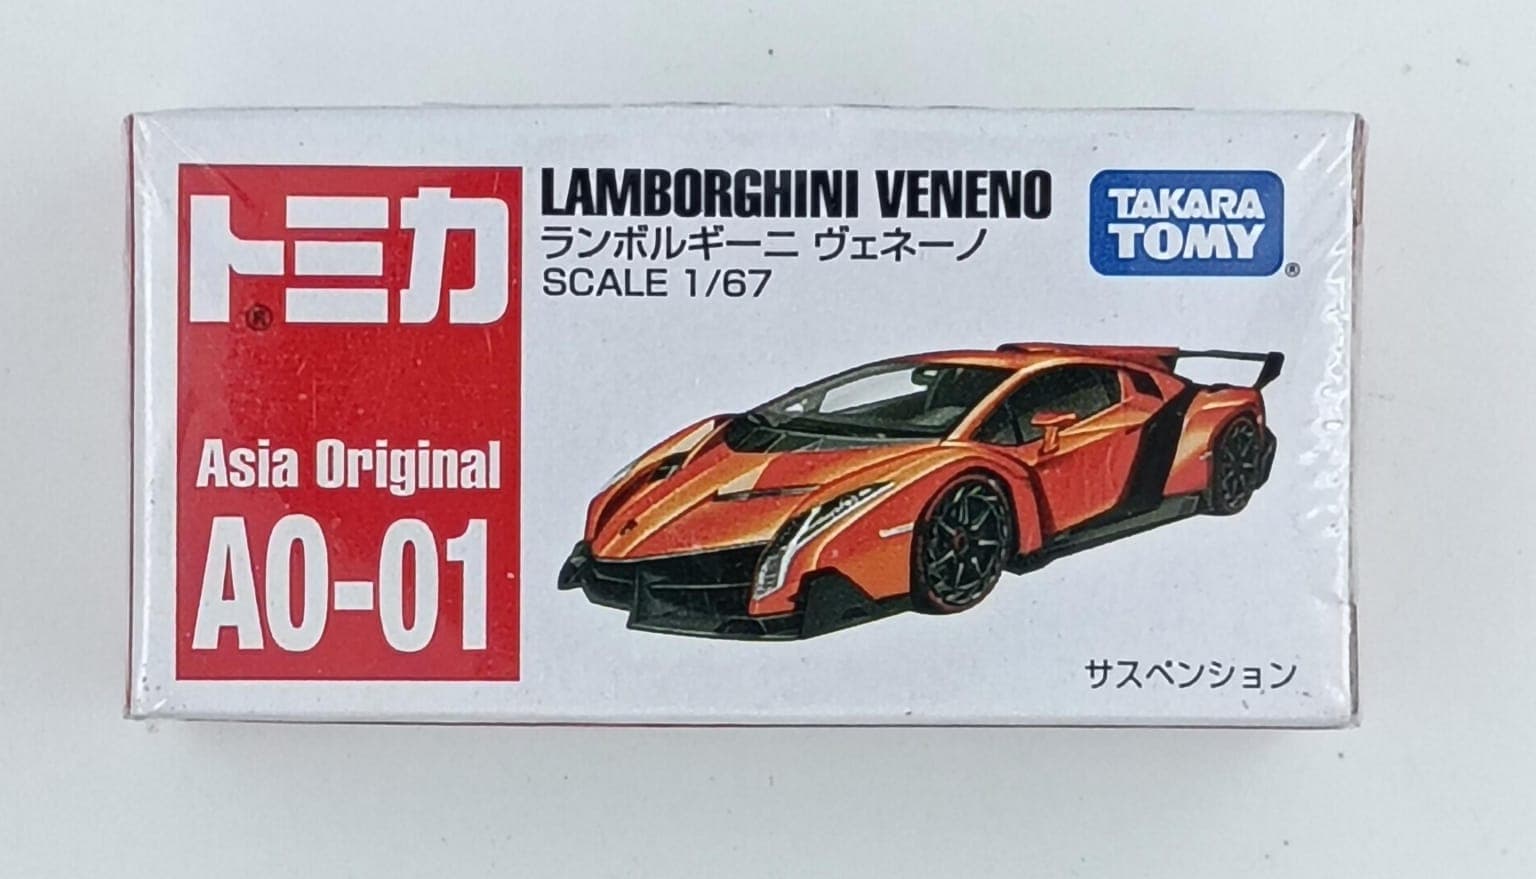 トミカ
®
Asia Original
AO-01
LAMBORGHINI VENENO
ランボルギーニ ヴェネーノ
SCALE 1/67
TAKARA
TOMY
®
サスペンション